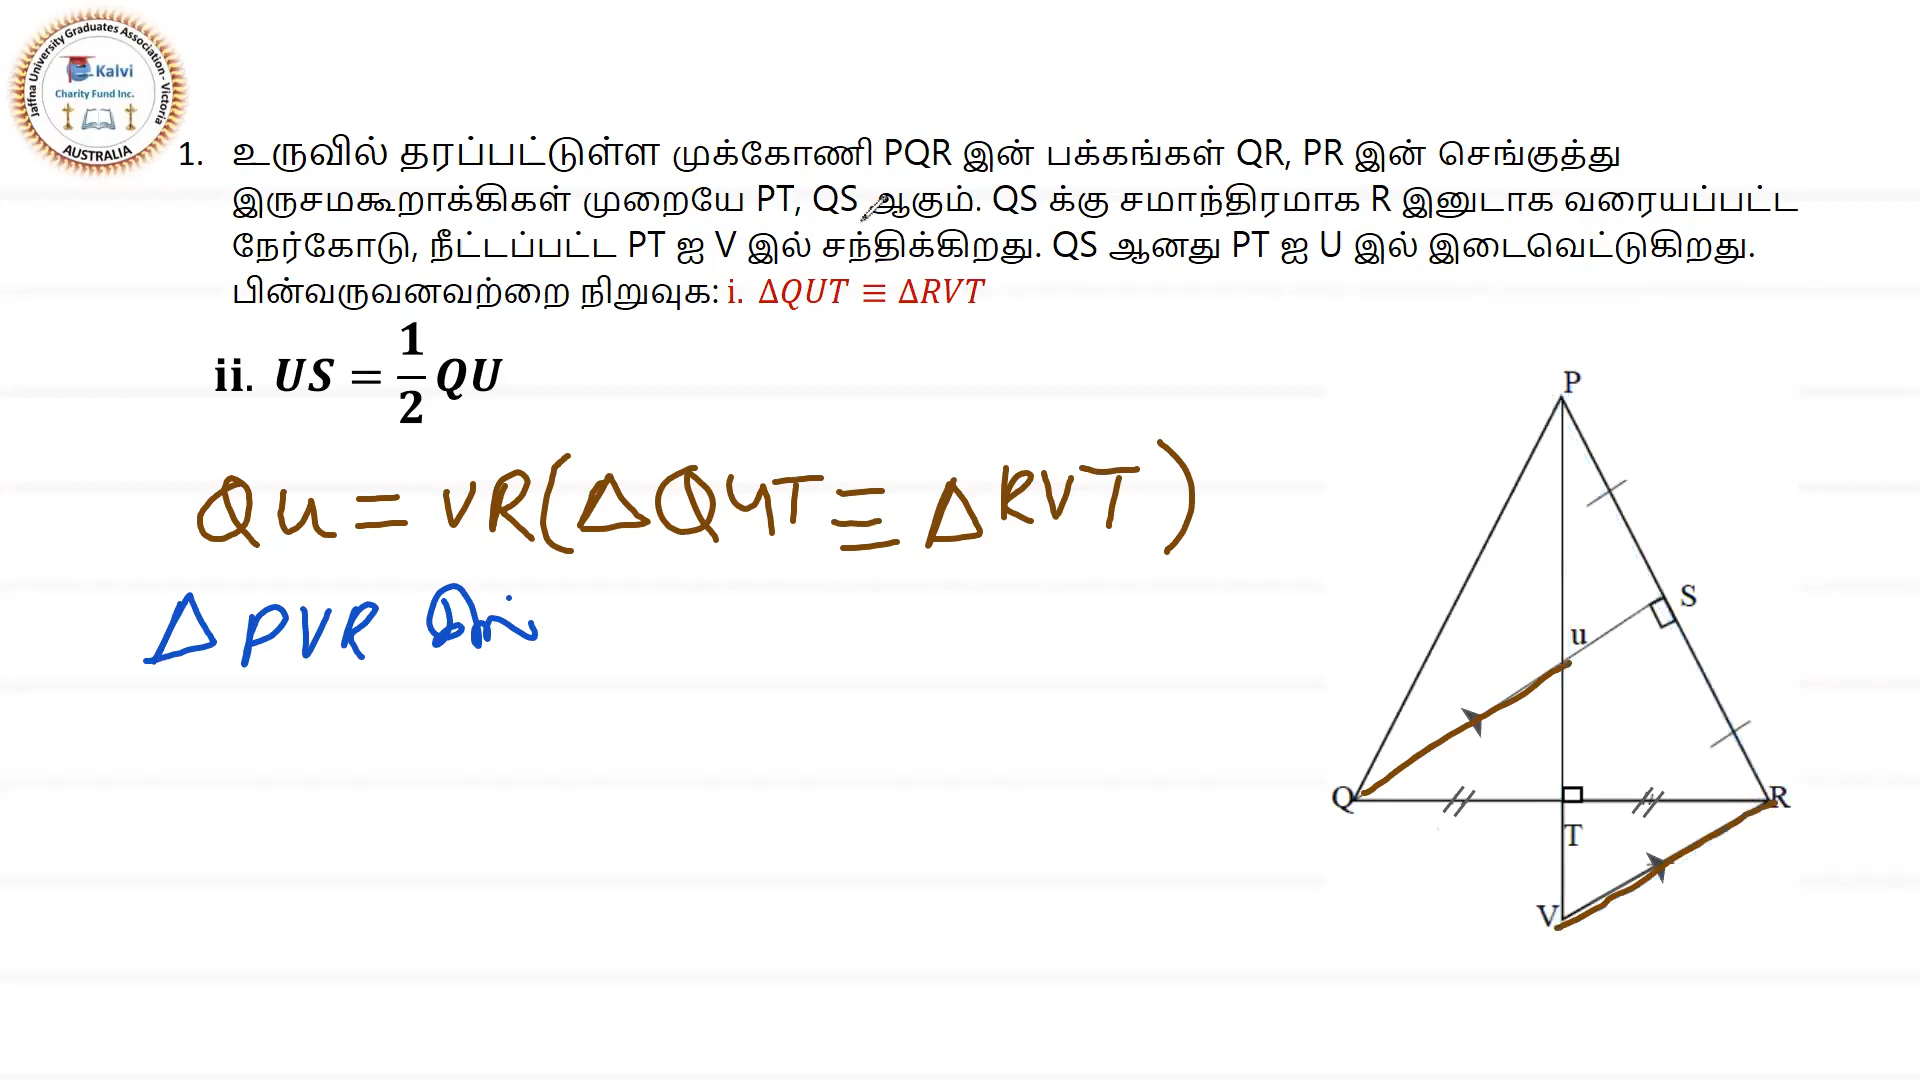 Jaffna University Graduates Association - Victoria
Kalvi
Charity Fund Inc.
AUSTRALIA
1. உருவில் தரப்பட்டுள்ள முக்கோணி PQR இன் பக்கங்கள் QR, PR இன் செங்குத்து
இருசமகூறாக்கிகள் முறையே PT, QS ஆகும். QS க்கு சமாந்திரமாக R இனுடாக வரையப்பட்ட
நேர்கோடு, நீட்டப்பட்ட PT ஐ V இல் சந்திக்கிறது. QS ஆனது PT ஐ U இல் இடைவெட்டுகிறது.
பின்வருவனவற்றை நிறுவுக: i. ΔQUT ≡ ΔRVT
ii. US = 1/2 QU
QU = VR (ΔQUT ≡ ΔRVT)
Δ PVR இல்
P
S
u
Q
R
T
V